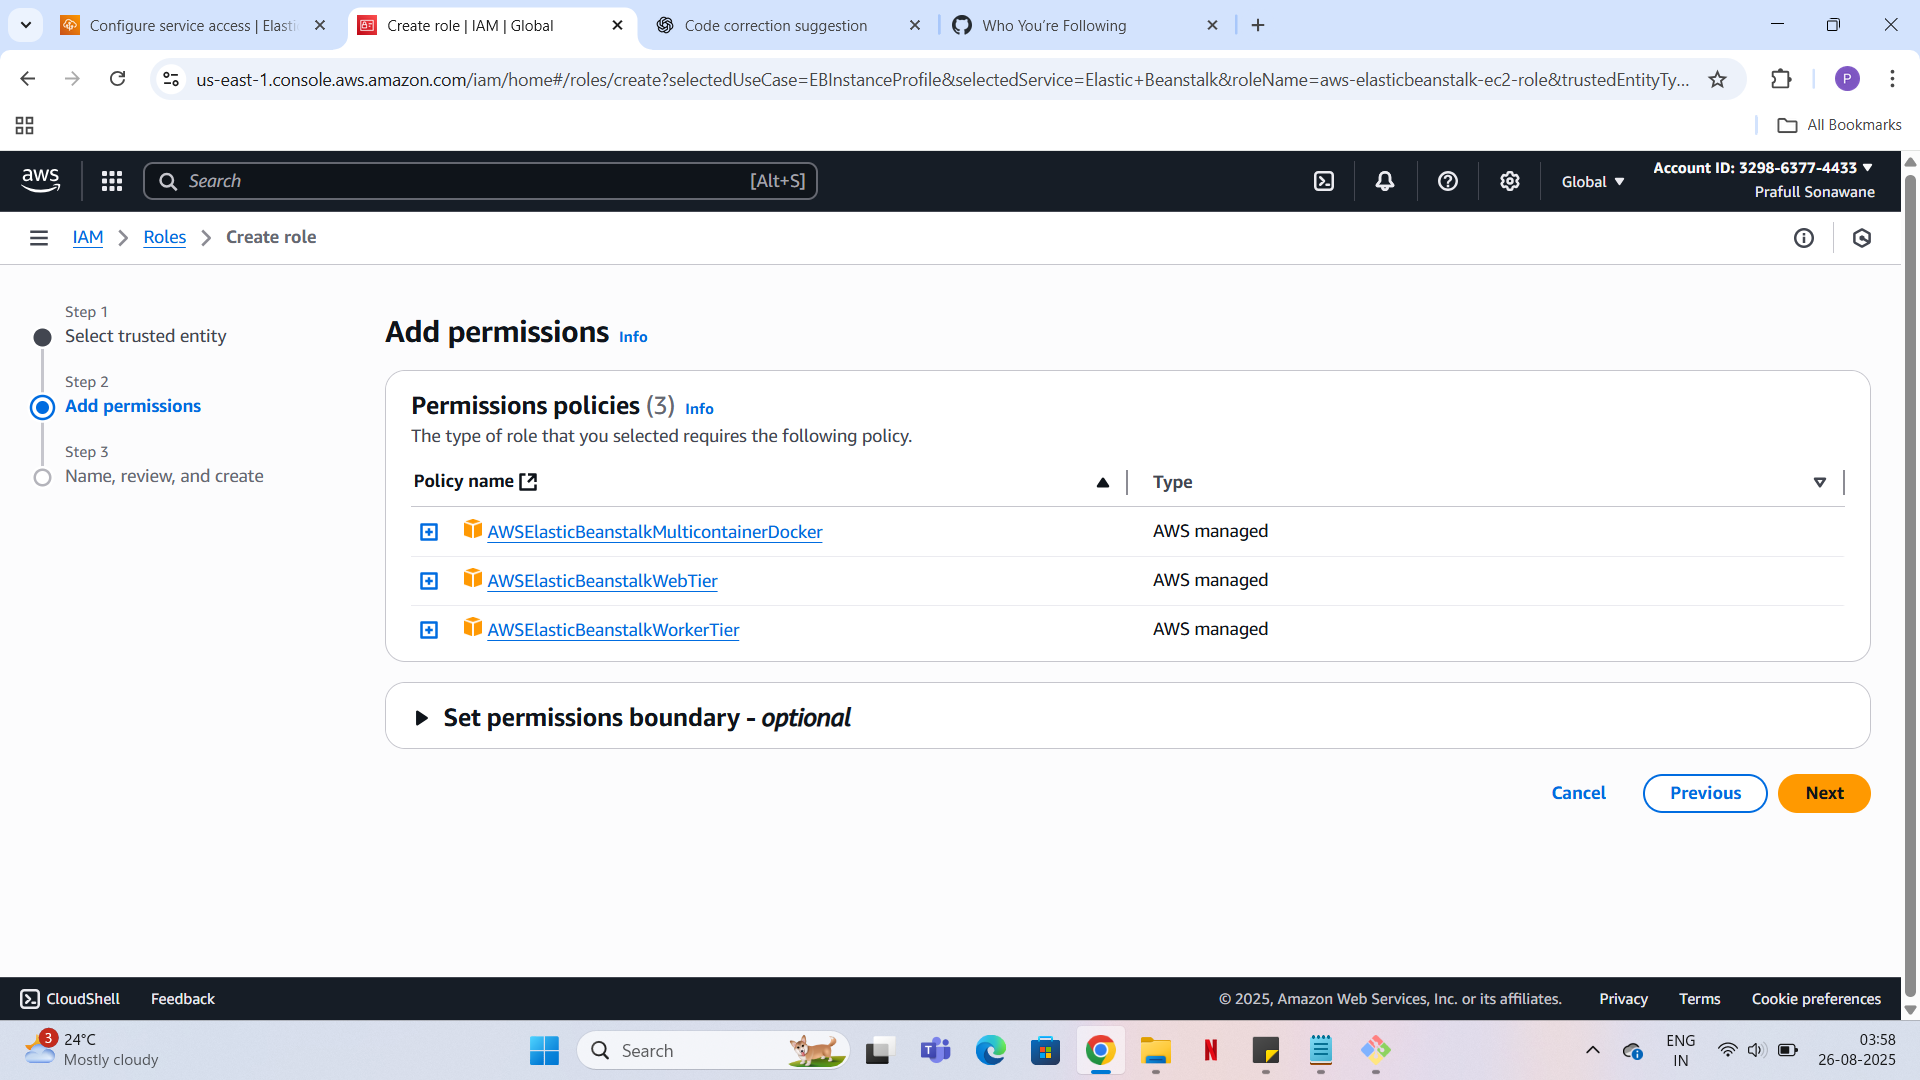 Configure service access | Elasti
Create role | IAM | Global
Code correction suggestion
Who You're Following
us-east-1.console.aws.amazon.com/iam/home#/roles/create?selectedUseCase=EBInstanceProfile&selectedService=Elastic+Beanstalk&roleName=aws-elasticbeanstalk-ec2-role&trustedEntityTy...
P
All Bookmarks
aws
Search
[Alt+S]
Global
Account ID: 3298-6377-4433
Prafull Sonawane
IAM
Roles
Create role
Step 1
Select trusted entity
Step 2
Add permissions
Step 3
Name, review, and create
Add permissions Info
Permissions policies (3) Info
The type of role that you selected requires the following policy.
Policy name
Type
AWSElasticBeanstalkMulticontainerDocker
AWS managed
AWSElasticBeanstalkWebTier
AWS managed
AWSElasticBeanstalkWorkerTier
AWS managed
Set permissions boundary - optional
Cancel
Previous
Next
CloudShell
Feedback
© 2025, Amazon Web Services, Inc. or its affiliates.
Privacy
Terms
Cookie preferences
3
24°C
Mostly cloudy
Search
N
ENG
IN
03:58
26-08-2025